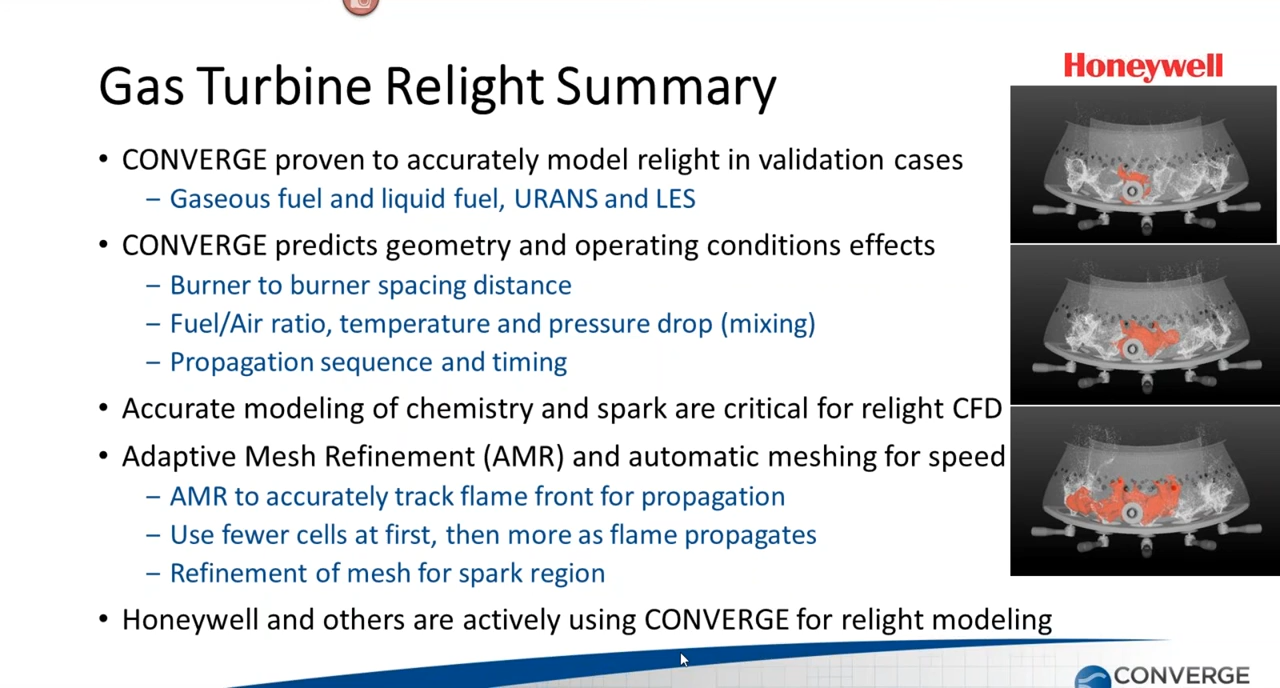 Gas Turbine Relight Summary
Honeywell
• CONVERGE proven to accurately model relight in validation cases
– Gaseous fuel and liquid fuel, URANS and LES
• CONVERGE predicts geometry and operating conditions effects
– Burner to burner spacing distance
– Fuel/Air ratio, temperature and pressure drop (mixing)
– Propagation sequence and timing
• Accurate modeling of chemistry and spark are critical for relight CFD
• Adaptive Mesh Refinement (AMR) and automatic meshing for speed
– AMR to accurately track flame front for propagation
– Use fewer cells at first, then more as flame propagates
– Refinement of mesh for spark region
• Honeywell and others are actively using CONVERGE for relight modeling
CONVERGE